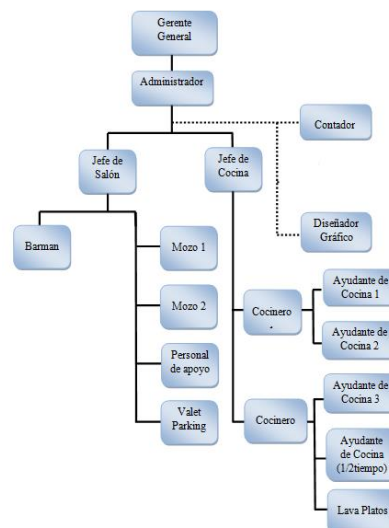 Gerente
General
Administrador
Contador
Jefe de
Salón
Jefe de
Cocina
Diseñador
Gráfico
Barman
Mozo 1
Mozo 2
Personal
de apoyo
Valet
Parking
Cocinero
.
Ayudante de
Cocina 1
Ayudante de
Cocina 2
Cocinero
Ayudante de
Cocina 3
Ayudante
de Cocina
(1/2tiempo)
Lava Platos